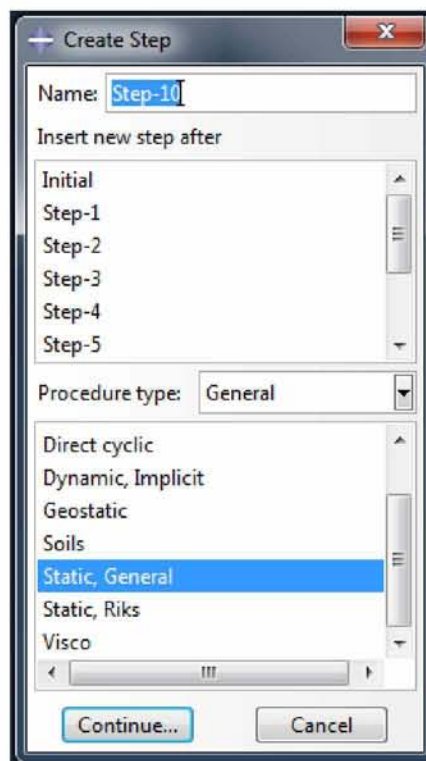 Create Step
Name: Step-10
Insert new step after
Initial
Step-1
Step-2
Step-3
Step-4
Step-5
Procedure type: General
Direct cyclic
Dynamic, Implicit
Geostatic
Soils
Static, General
Static, Riks
Visco
Continue... Cancel